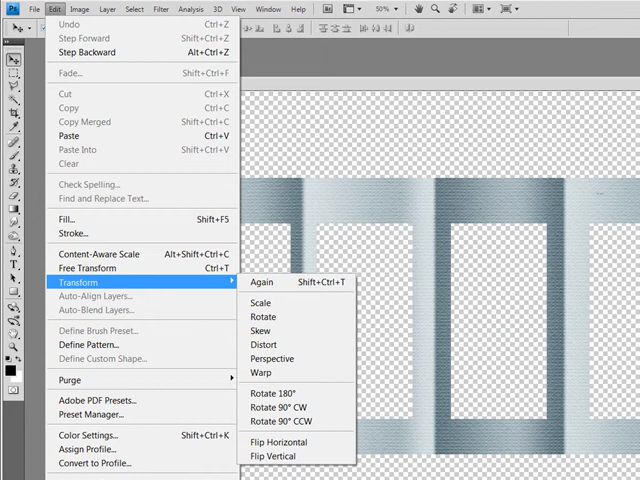 Ps File Edit Image Layer Select Filter Analysis 3D View Window Help Br 50%
Undo Ctrl+Z
Step Forward Shift+Ctrl+Z
Step Backward Alt+Ctrl+Z
Fade... Shift+Ctrl+F
Cut Ctrl+X
Copy Ctrl+C
Copy Merged Shift+Ctrl+C
Paste Ctrl+V
Paste Into Shift+Ctrl+V
Clear
Check Spelling...
Find and Replace Text...
Fill... Shift+F5
Stroke...
Content-Aware Scale Alt+Shift+Ctrl+C
Free Transform Ctrl+T
Transform
Auto-Align Layers...
Auto-Blend Layers...
Define Brush Preset...
Define Pattern...
Define Custom Shape...
Purge
Adobe PDF Presets...
Preset Manager...
Color Settings... Shift+Ctrl+K
Assign Profile...
Convert to Profile...
Again Shift+Ctrl+T
Scale
Rotate
Skew
Distort
Perspective
Warp
Rotate 180°
Rotate 90° CW
Rotate 90° CCW
Flip Horizontal
Flip Vertical